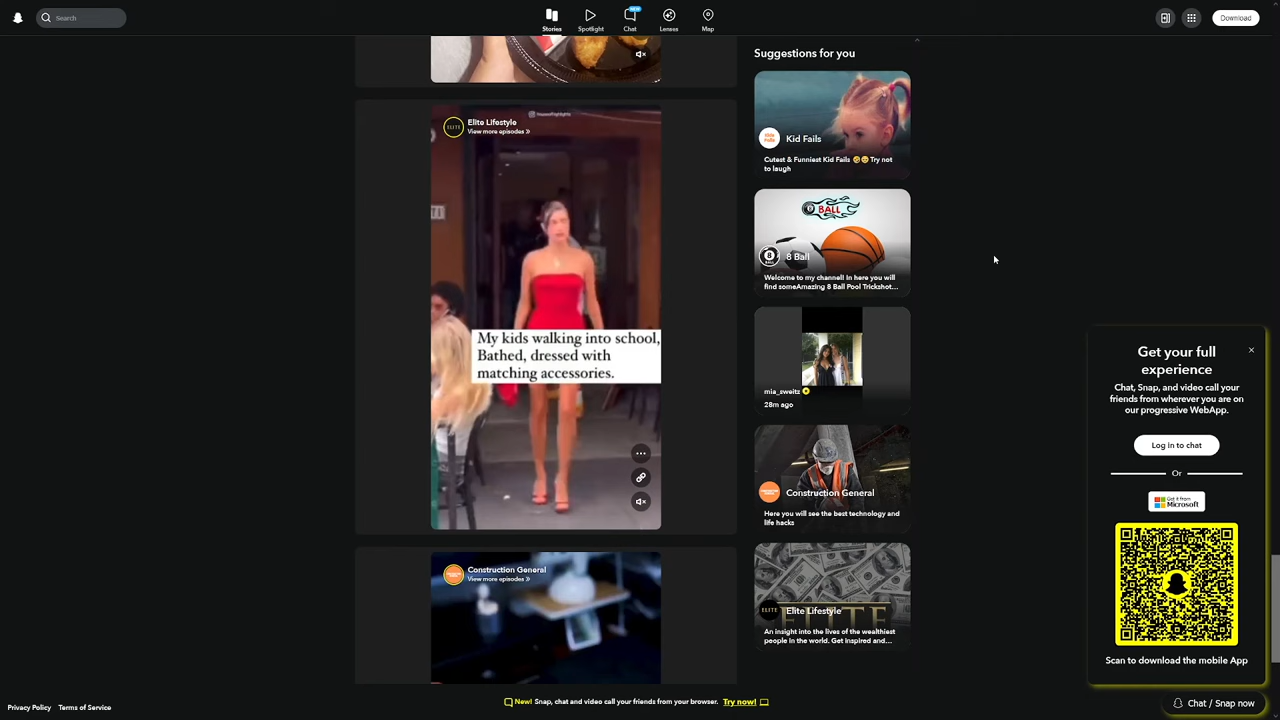 Search
Stories
Spotlight
NEW
Chat
Lenses
Map
Download
Suggestions for you
Elite Lifestyle
View more episodes »
ELITE
My kids walking into school,
Bathed, dressed with
matching accessories.
Construction General
View more episodes »
Kid Fails
Cutest & Funniest Kid Fails 🤣😊 Try not
to laugh
8 BALL
8 Ball
Welcome to my channel! In here you will
find someAmazing 8 Ball Pool Trickshot...
mia_sweitz
28m ago
Construction General
Here you will see the best technology and
life hacks
ELITE
Elite Lifestyle
An insight into the lives of the wealthiest
people in the world. Get inspired and...
Get your full
experience
Chat, Snap, and video call your
friends from wherever you are on
our progressive WebApp.
Log in to chat
Or
Get it from
Microsoft
Scan to download the mobile App
Privacy Policy
Terms of Service
New! Snap, chat and video call your friends from your browser. Try now!
Chat / Snap now